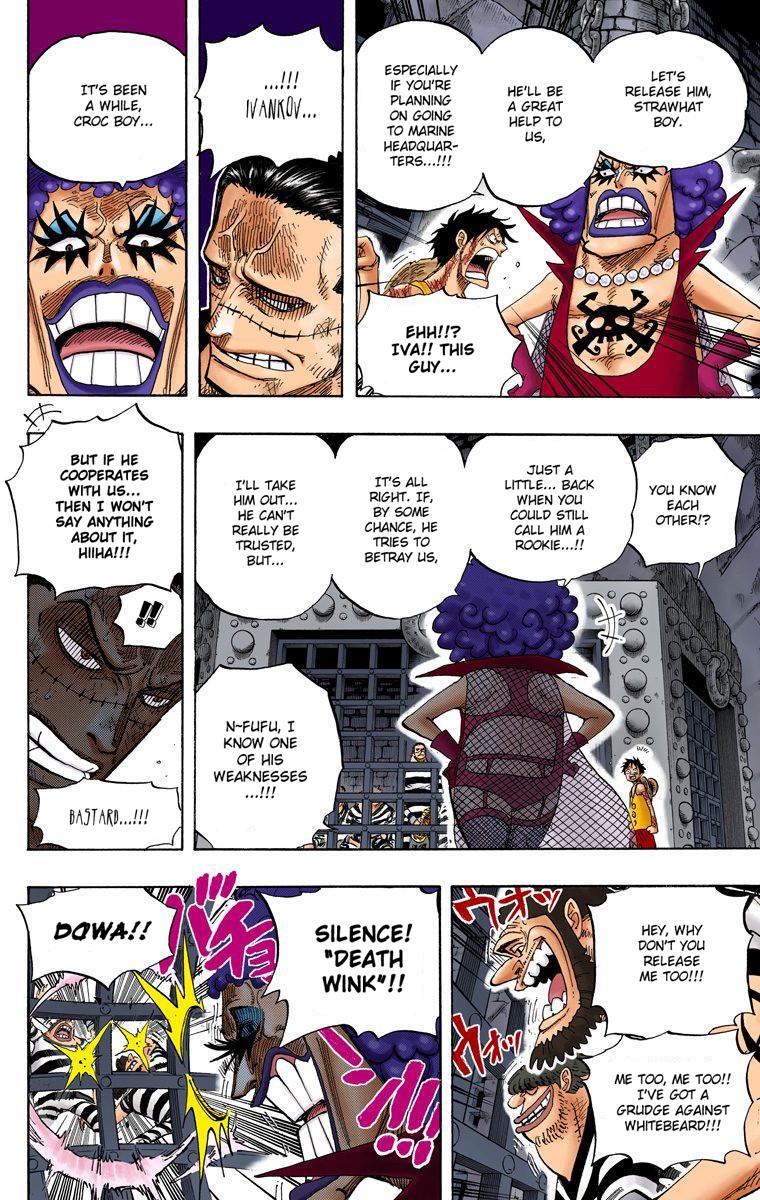 LET'S
RELEASE HIM,
STRAWHAT
BOY.
HE'LL BE
A GREAT
HELP TO
US,
ESPECIALLY
IF YOU'RE
PLANNING
ON GOING
TO MARINE
HEADQUAR-
TERS...!!!
EHH!!?
IVA!! THIS
GUY...
...!!!
IVANKOV...
IT'S BEEN
A WHILE,
CROC BOY...
YOU KNOW
EACH
OTHER!?
JUST A
LITTLE... BACK
WHEN YOU
COULD STILL
CALL HIM A
ROOKIE...!!
IT'S ALL
RIGHT. IF,
BY SOME
CHANCE, HE
TRIES TO
BETRAY US,
I'LL TAKE
HIM OUT...
HE CAN'T
REALLY BE
TRUSTED,
BUT...
N~FUFU, I
KNOW ONE
OF HIS
WEAKNESSES
...!!!
BUT IF HE
COOPERATES
WITH US...
THEN I WON'T
SAY ANYTHING
ABOUT IT,
HIIHA!!!
!!
BASTARD...!!!
ウオッ
HEY, WHY
DON'T YOU
RELEASE
ME TOO!!!
ウオッ
ME TOO, ME TOO!!
I'VE GOT A
GRUDGE AGAINST
WHITEBEARD!!!
SILENCE!
"DEATH
WINK"!!
バチョッ!!!
DQWA!!